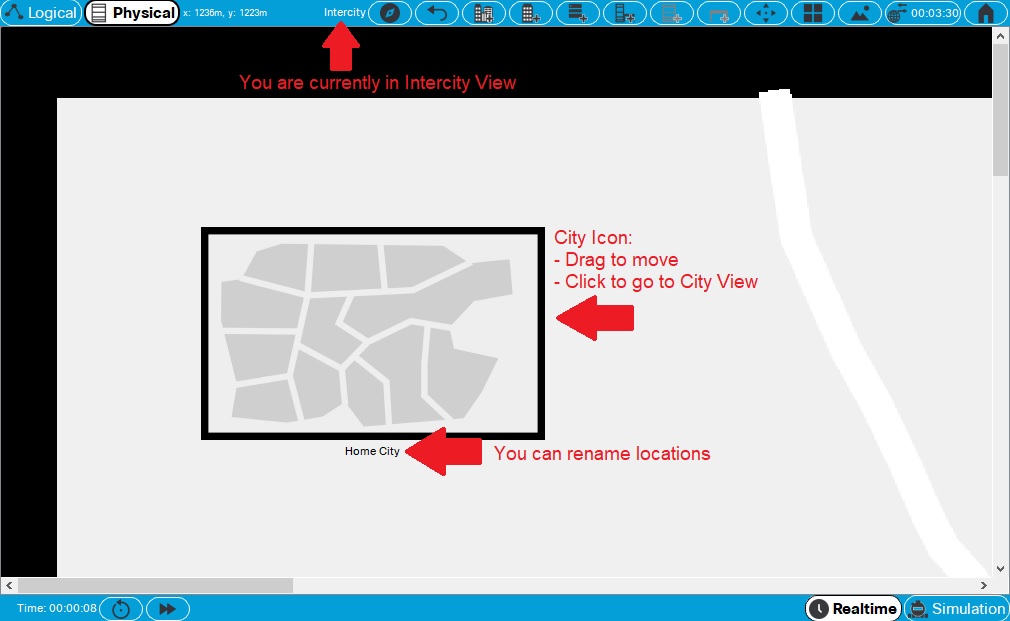 Logical
Physical
x: 1236m, y: 1223m
Intercity
00:03:30
You are currently in Intercity View
City Icon:
- Drag to move
- Click to go to City View
Home City
You can rename locations
Time: 00:00:08
Realtime
Simulation